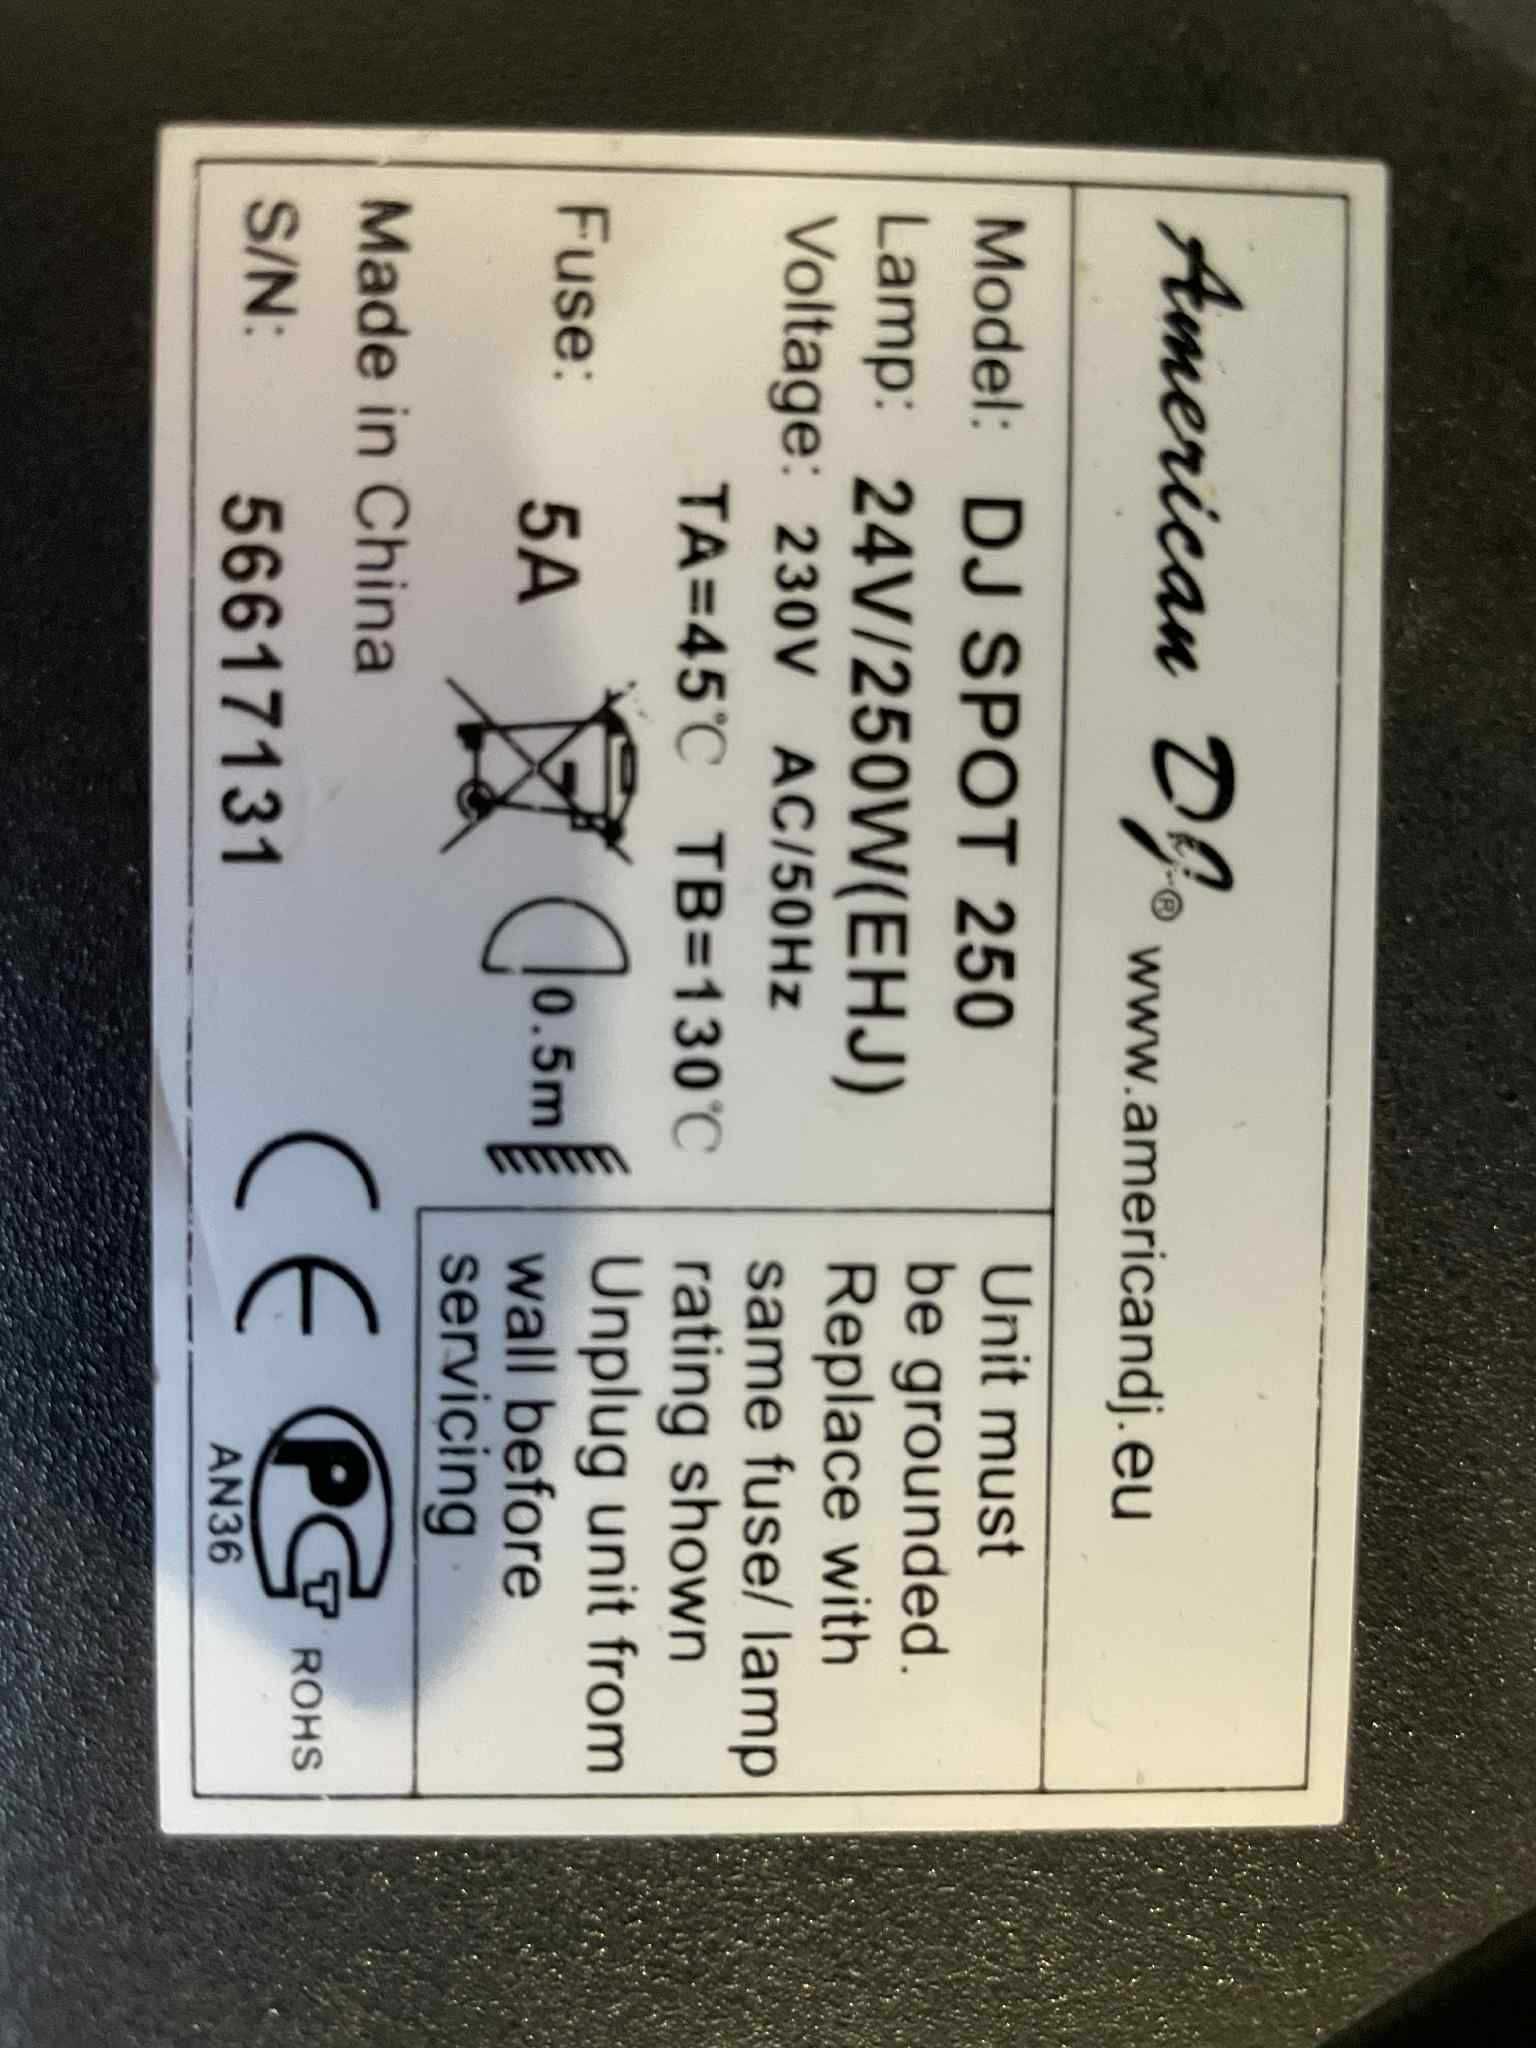 American DJ® www.americandj.eu
Model: DJ SPOT 250
Lamp: 24V/250W(EHJ)
Voltage: 230V AC/50Hz
TA=45℃ TB=130℃
Fuse: 5A
0.5m
Made in China
S/N: 56617131
Unit must
be grounded.
Replace with
same fuse/ lamp
rating shown
Unplug unit from
wall before
servicing
CE PCT ROHS
AN36